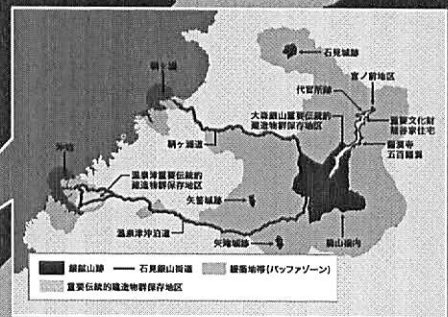 石見城跡
鞆ヶ浦
宮ノ前地区
代官所跡
重要文化財
熊谷家住宅
大森銀山重要伝統的
建造物群保存地区
羅漢寺
五百羅漢
鞆ヶ浦道
沖泊
温泉津重要伝統的
建造物群保存地区
矢筈城跡
温泉津沖泊道
矢滝城跡
銀山柵内
銀鉱山跡
石見銀山街道
緩衝地帯(バッファゾーン)
重要伝統的建造物群保存地区